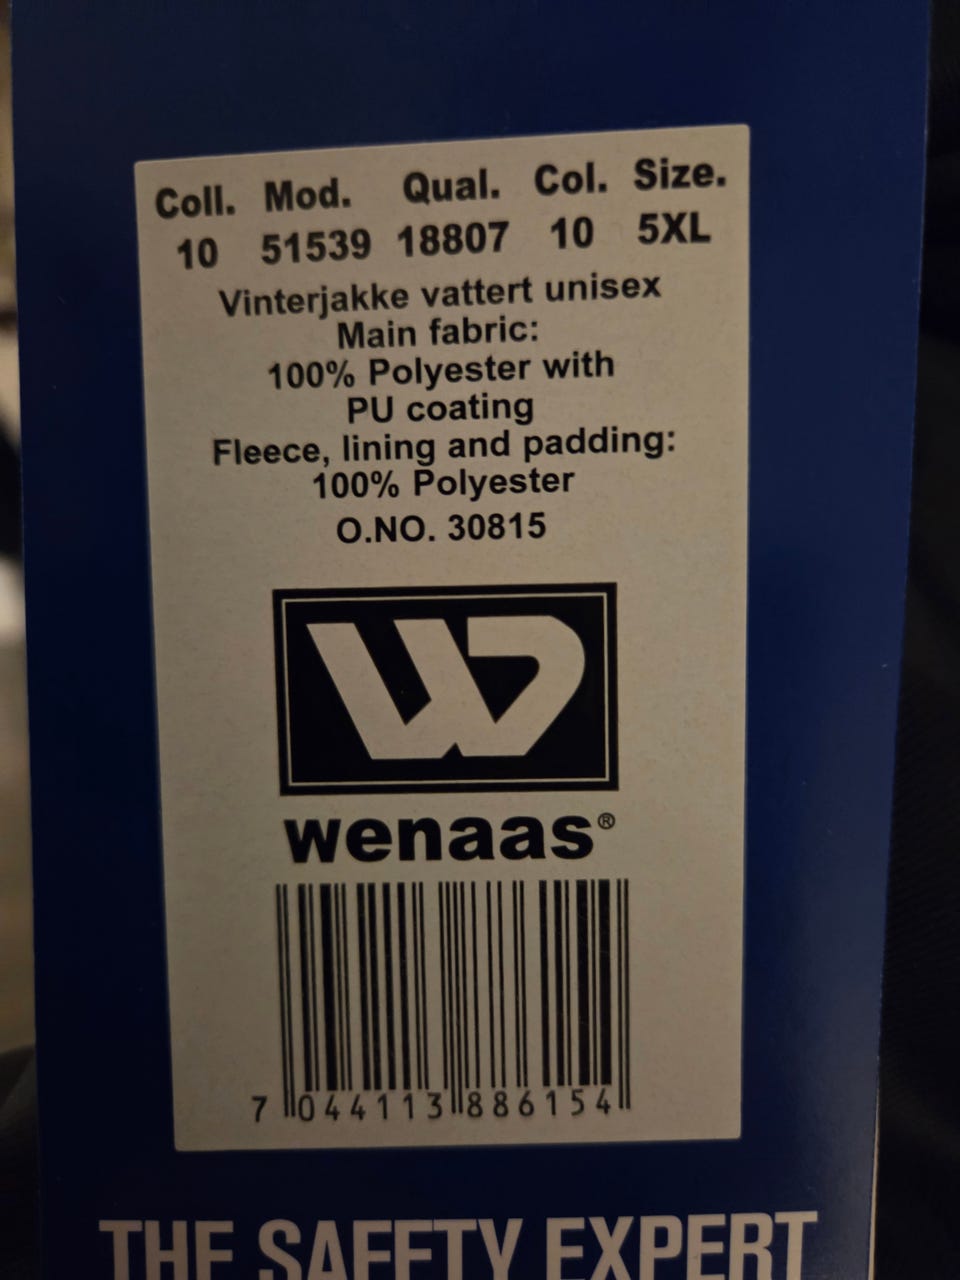 Coll. Mod. Qual. Col. Size.
10 51539 18807 10 5XL
Vinterjakke vattert unisex
Main fabric:
100% Polyester with
PU coating
Fleece, lining and padding:
100% Polyester
O.NO. 30815
wenaas®
7 044113 886154
THE SAFETY EXPERT